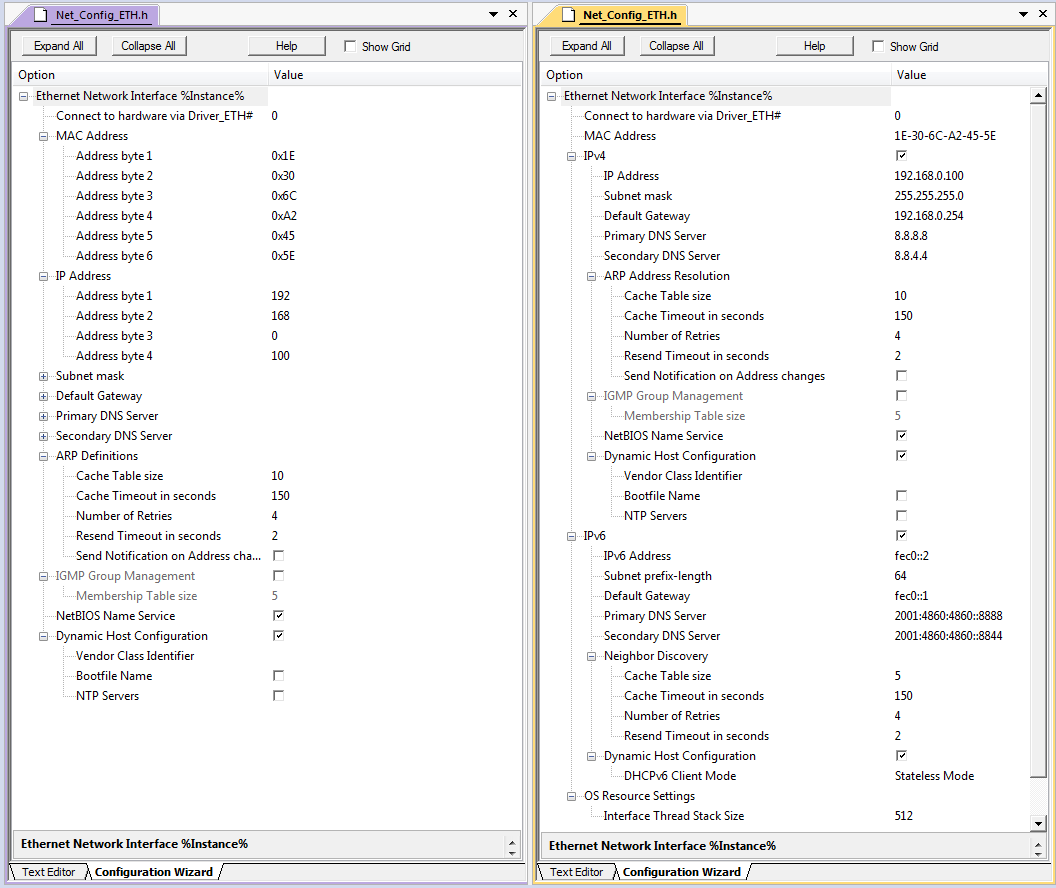 Net_Config_ETH.h
Expand All Collapse All Help Show Grid
Option Value
Ethernet Network Interface %Instance%
Connect to hardware via Driver_ETH# 0
MAC Address
Address byte 1 0x1E
Address byte 2 0x30
Address byte 3 0x6C
Address byte 4 0xA2
Address byte 5 0x45
Address byte 6 0x5E
IP Address
Address byte 1 192
Address byte 2 168
Address byte 3 0
Address byte 4 100
Subnet mask
Default Gateway
Primary DNS Server
Secondary DNS Server
ARP Definitions
Cache Table size 10
Cache Timeout in seconds 150
Number of Retries 4
Resend Timeout in seconds 2
Send Notification on Address cha...
IGMP Group Management
Membership Table size 5
NetBIOS Name Service
Dynamic Host Configuration
Vendor Class Identifier
Bootfile Name
NTP Servers
Ethernet Network Interface %Instance%
Text Editor Configuration Wizard
Net_Config_ETH.h
Expand All Collapse All Help Show Grid
Option Value
Ethernet Network Interface %Instance%
Connect to hardware via Driver_ETH# 0
MAC Address 1E-30-6C-A2-45-5E
IPv4
IP Address 192.168.0.100
Subnet mask 255.255.255.0
Default Gateway 192.168.0.254
Primary DNS Server 8.8.8.8
Secondary DNS Server 8.8.4.4
ARP Address Resolution
Cache Table size 10
Cache Timeout in seconds 150
Number of Retries 4
Resend Timeout in seconds 2
Send Notification on Address changes
IGMP Group Management
Membership Table size 5
NetBIOS Name Service
Dynamic Host Configuration
Vendor Class Identifier
Bootfile Name
NTP Servers
IPv6
IPv6 Address fec0::2
Subnet prefix-length 64
Default Gateway fec0::1
Primary DNS Server 2001:4860:4860::8888
Secondary DNS Server 2001:4860:4860::8844
Neighbor Discovery
Cache Table size 5
Cache Timeout in seconds 150
Number of Retries 4
Resend Timeout in seconds 2
Dynamic Host Configuration
DHCPv6 Client Mode Stateless Mode
OS Resource Settings
Interface Thread Stack Size 512
Ethernet Network Interface %Instance%
Text Editor Configuration Wizard